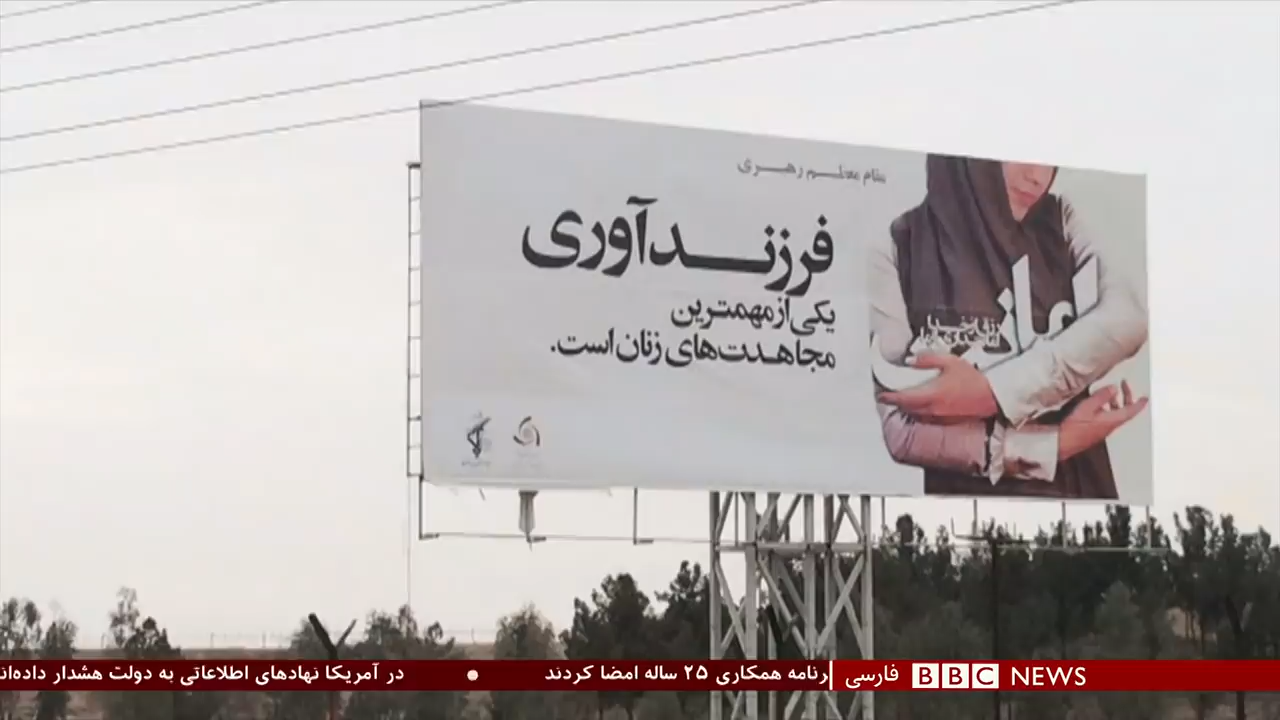 مقام معظم رهبری
فرزندآوری
یکی از مهمترین
مجاهدت‌های زنان است.
در آمریکا نهادهای اطلاعاتی به دولت هشدار داده‌اند
رنامه همکاری ۲۵ ساله امضا کردند
فارسی BBC NEWS